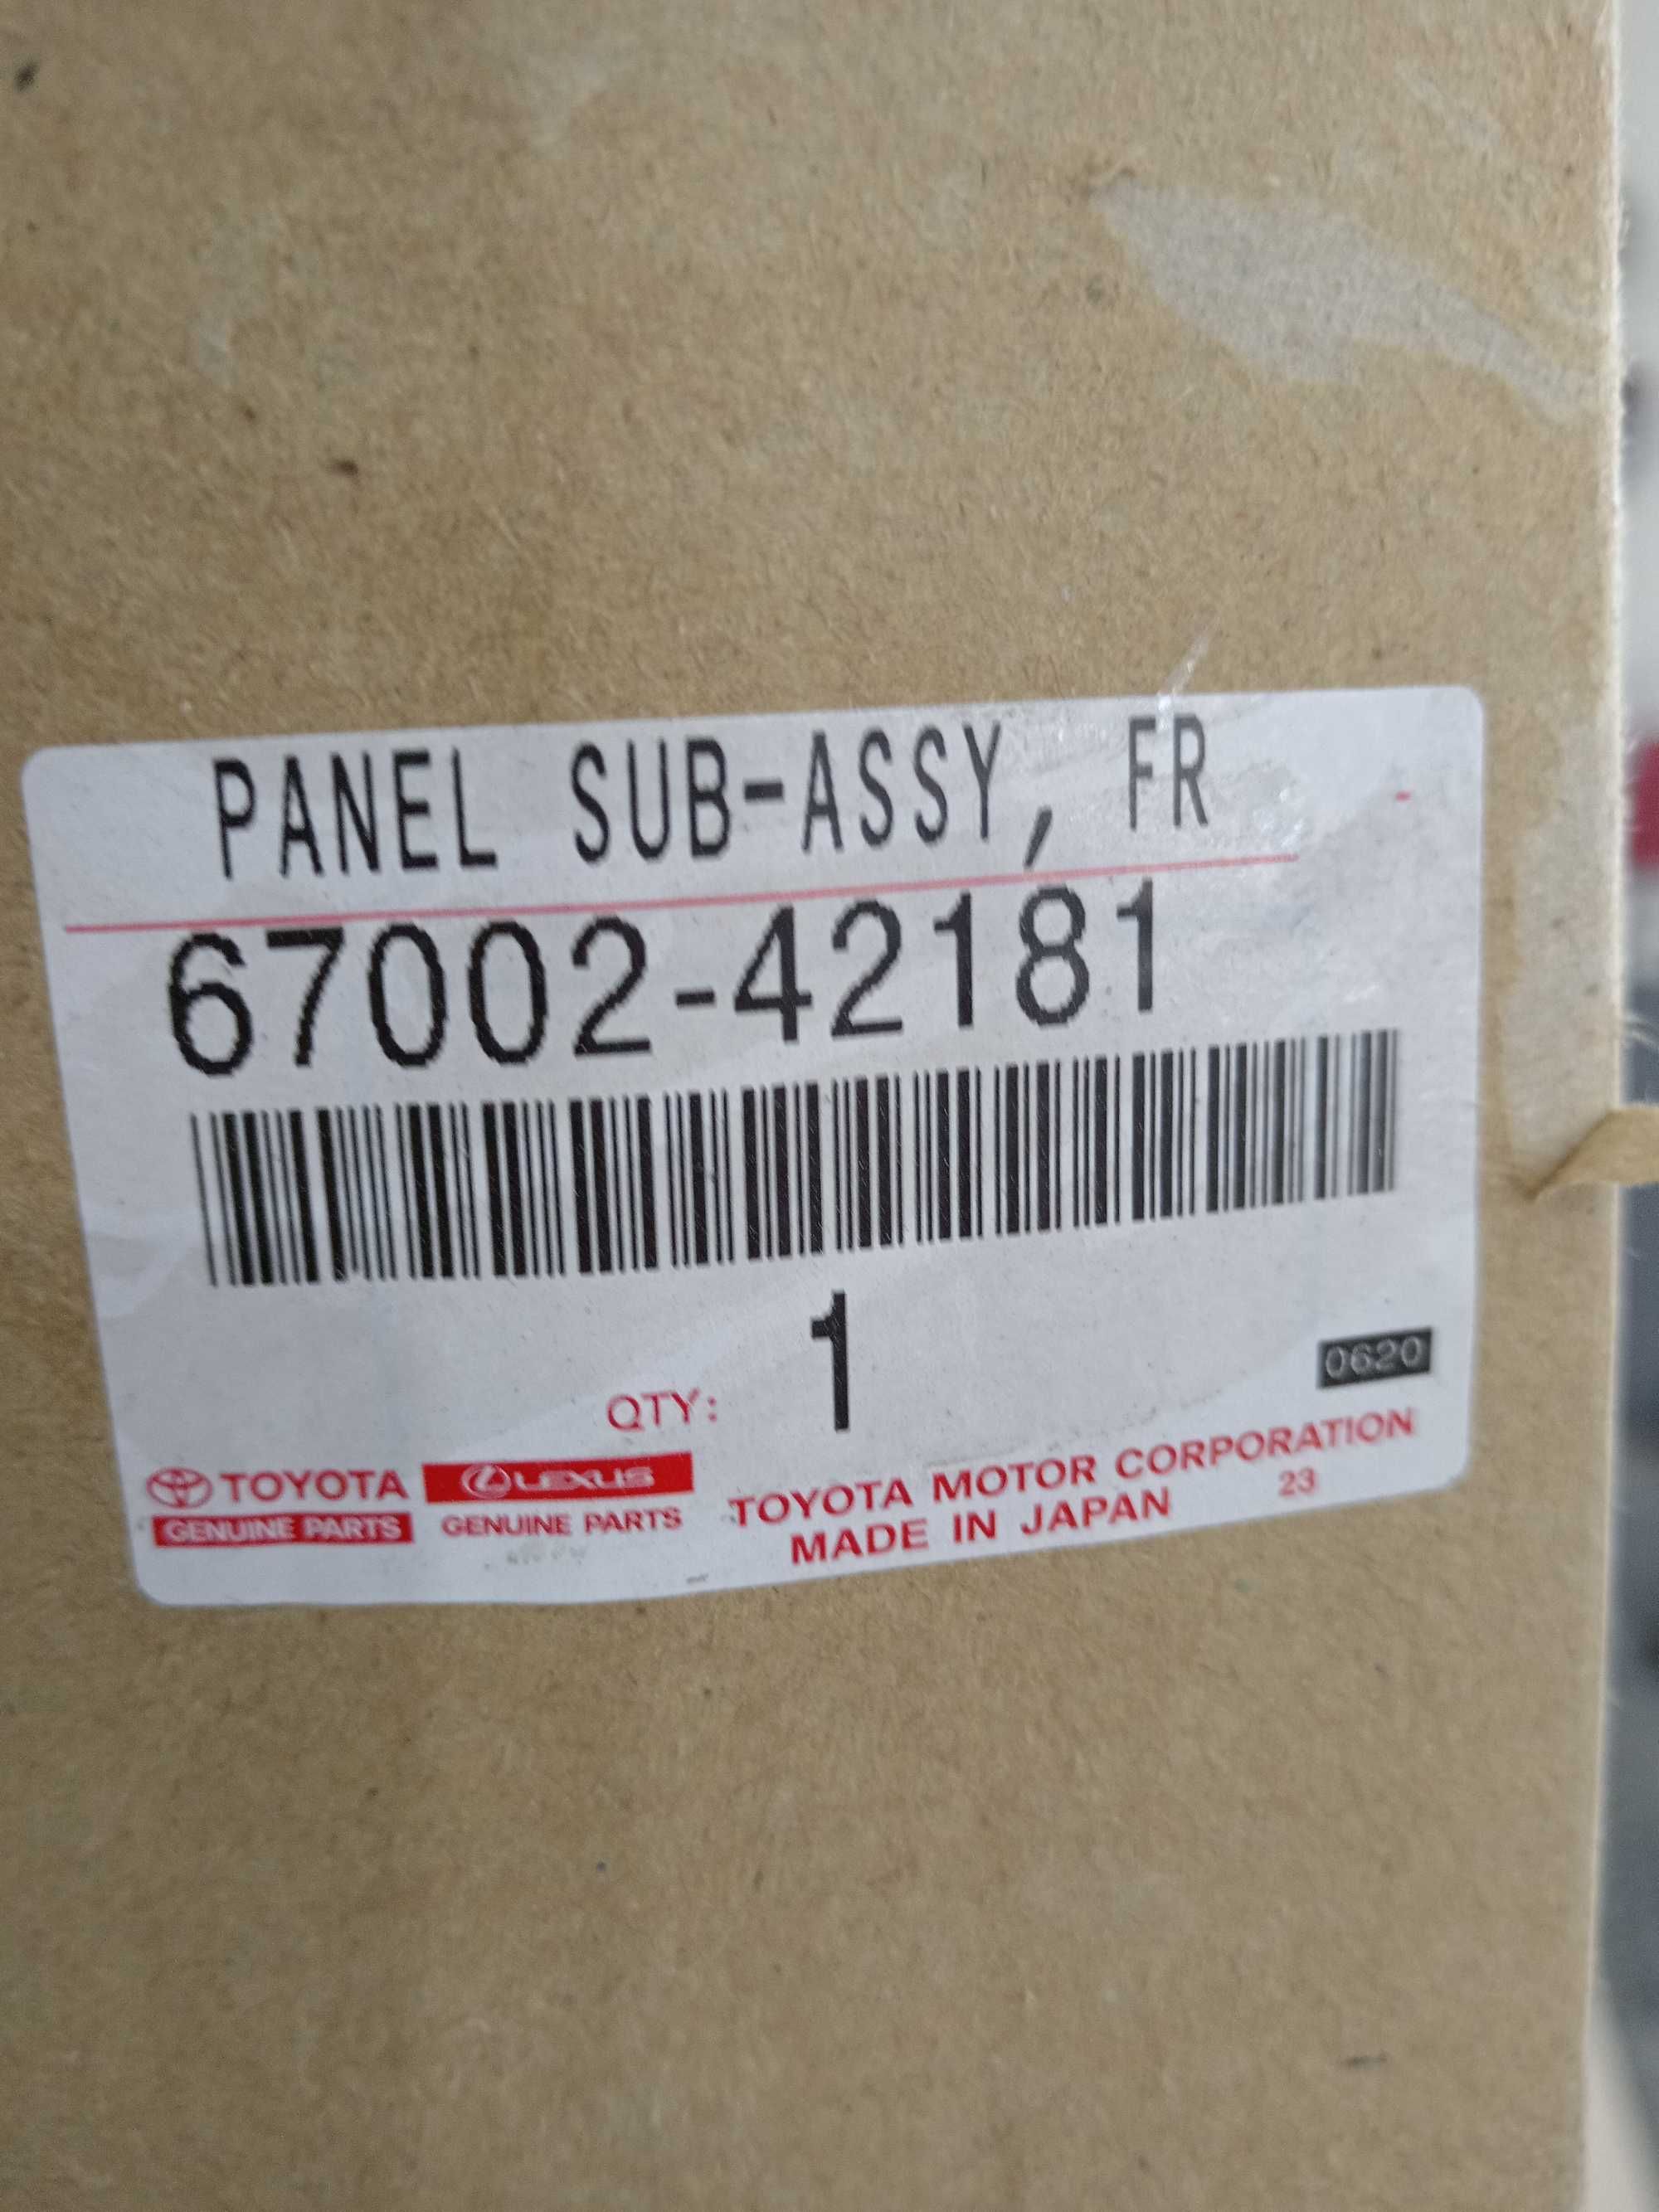 PANEL SUB-ASSY, FR
67002-42181
1
0620
QTY:
TOYOTA LEXUS TOYOTA MOTOR CORPORATION
GENUINE PARTS GENUINE PARTS MADE IN JAPAN 23